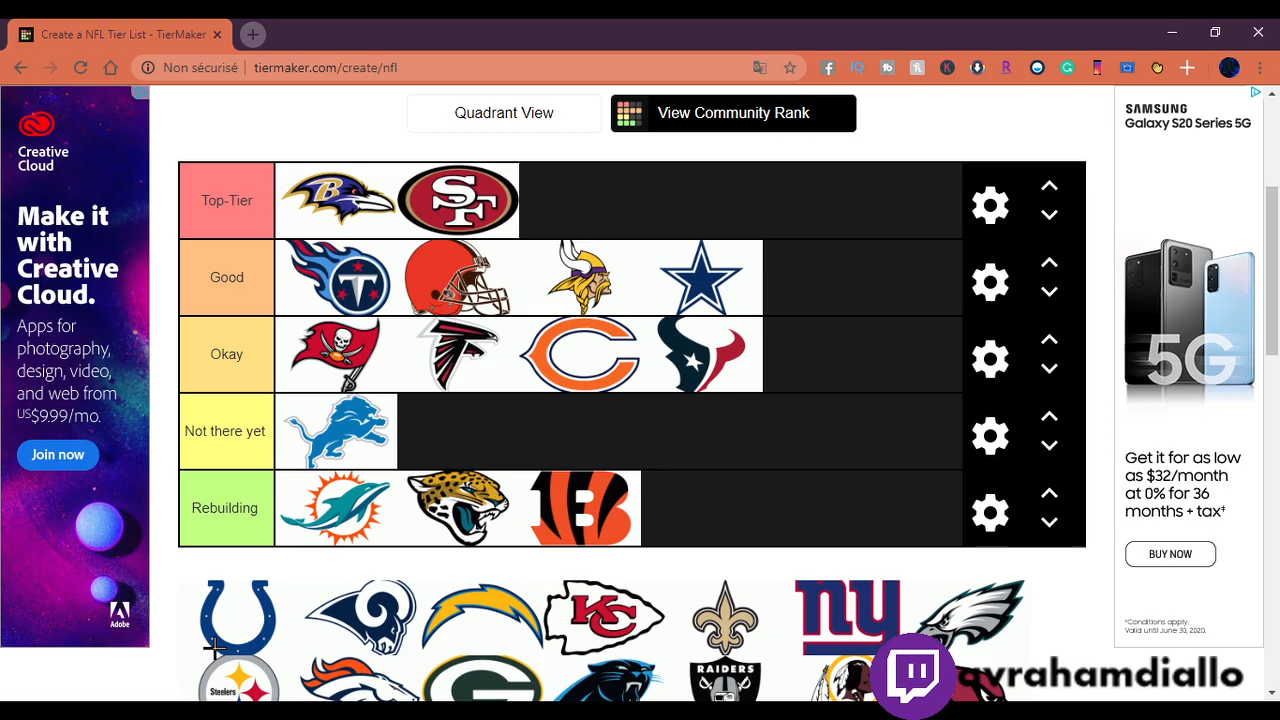 Create a NFL Tier List - TierMaker
Non sécurisé
tiermaker.com/create/nfl
Creative
Cloud
Make it
with
Creative
Cloud.
Apps for
photography,
design, video,
and web from
US$9.99/mo.
Join now
Adobe
Quadrant View
View Community Rank
Top-Tier
B
SF
Good
T
Okay
Not there yet
Rebuilding
B
KC
ny
Steelers
G
RAIDERS
avrahamdiallo
SAMSUNG
Galaxy S20 Series 5G
5G
Get it for as low
as $32/month
at 0% for 36
months + tax‡
BUY NOW
*Conditions apply.
Valid until June 30, 2020.